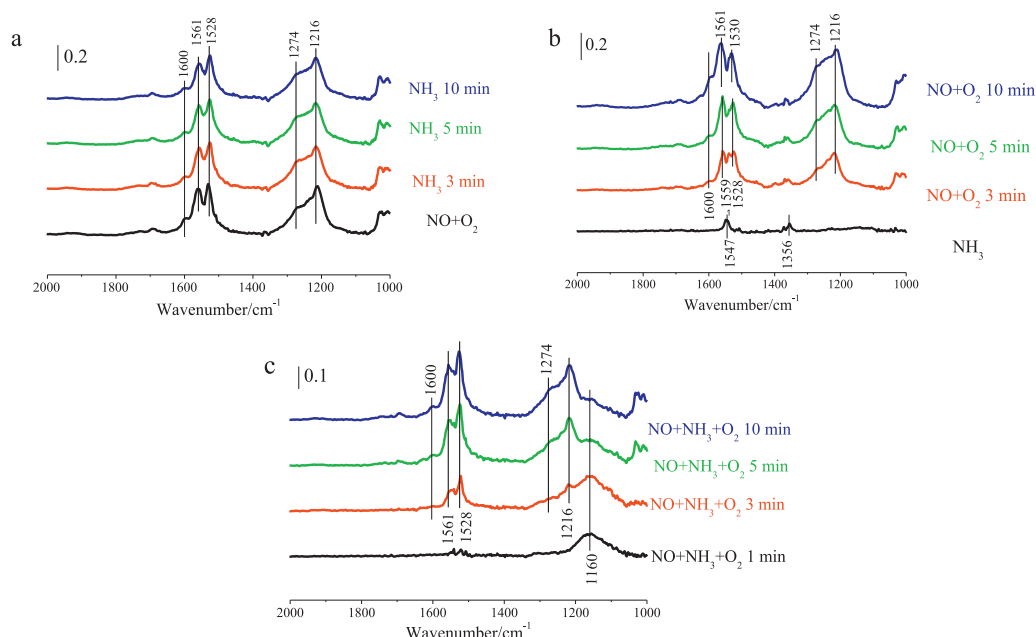 a
0.2
1600
1561
1528
1274
1216
NH₃ 10 min
NH₃ 5 min
NH₃ 3 min
NO+O₂
2000 1800 1600 1400 1200 1000
Wavenumber/cm⁻¹
b
0.2
1561
1530
1274
1216
NO+O₂ 10 min
NO+O₂ 5 min
NO+O₂ 3 min
1600
1559
1528
NH₃
1547
1356
2000 1800 1600 1400 1200 1000
Wavenumber/cm⁻¹
c
0.1
1600
1274
NO+NH₃+O₂ 10 min
NO+NH₃+O₂ 5 min
NO+NH₃+O₂ 3 min
1561
1528
1216
NO+NH₃+O₂ 1 min
1160
2000 1800 1600 1400 1200 1000
Wavenumber/cm⁻¹